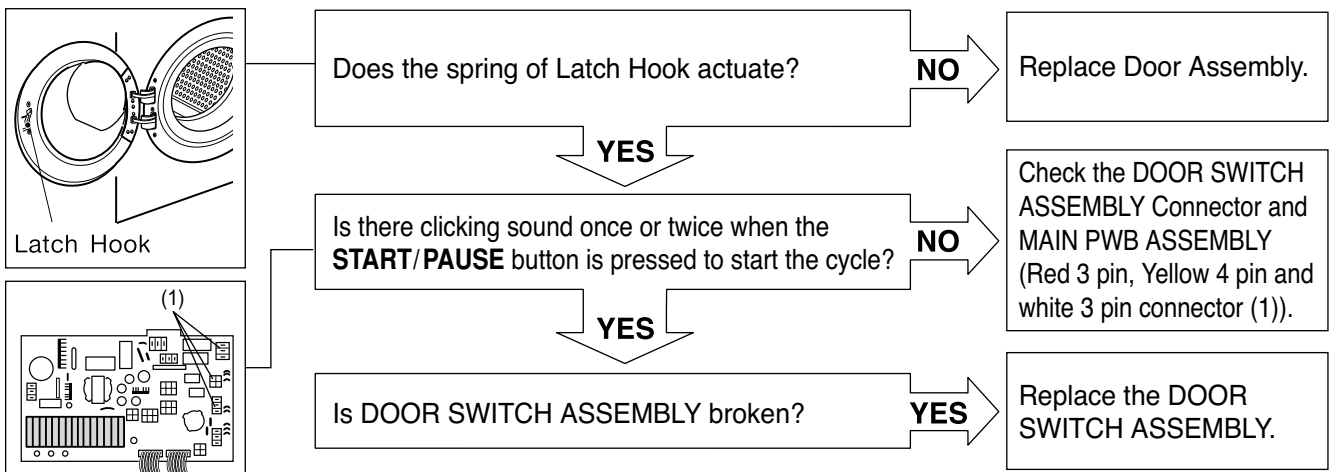 Latch Hook
Does the spring of Latch Hook actuate?
NO
Replace Door Assembly.
YES
(1)
Is there clicking sound once or twice when the
START/PAUSE button is pressed to start the cycle?
NO
Check the DOOR SWITCH
ASSEMBLY Connector and
MAIN PWB ASSEMBLY
(Red 3 pin, Yellow 4 pin and
white 3 pin connector (1)).
YES
Is DOOR SWITCH ASSEMBLY broken?
YES
Replace the DOOR
SWITCH ASSEMBLY.